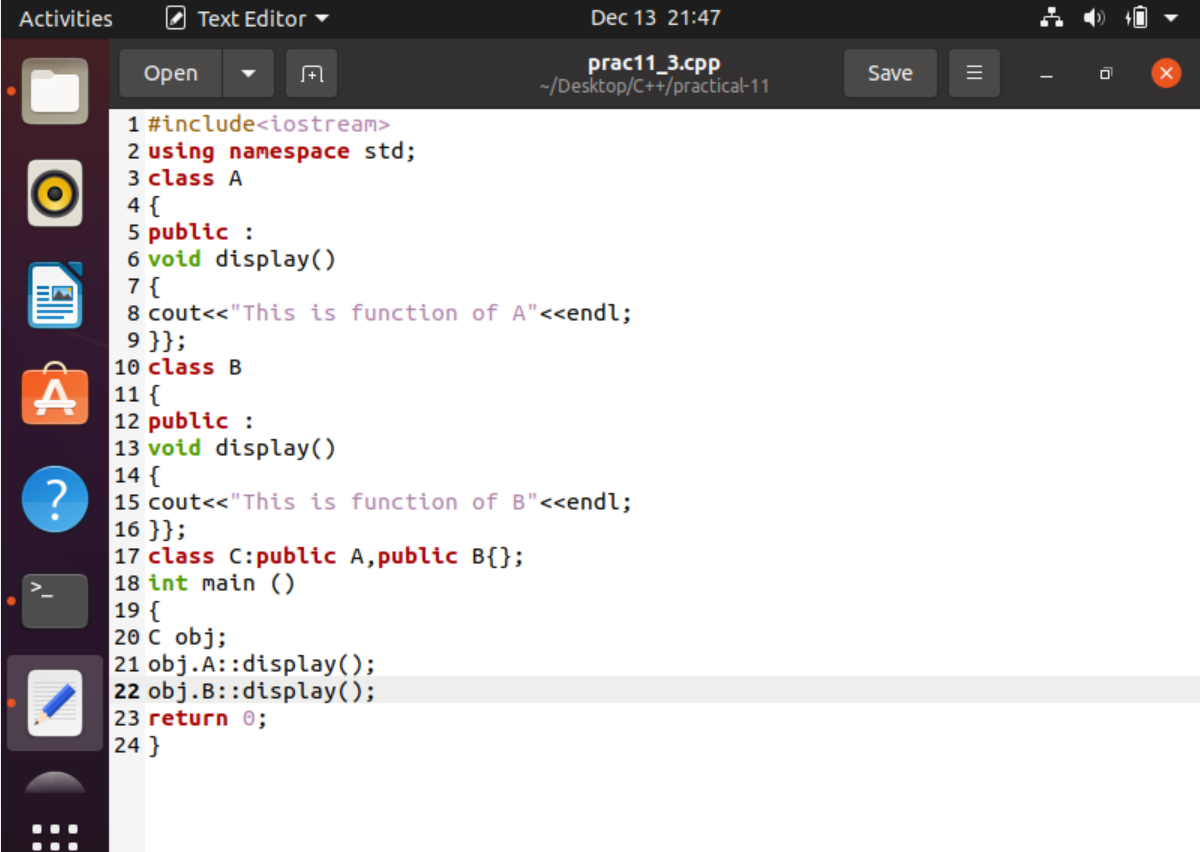 Activities Text Editor Dec 13 21:47
Open prac11_3.cpp Save
~/Desktop/C++/practical-11
1 #include<iostream>
2 using namespace std;
3 class A
4 {
5 public :
6 void display()
7 {
8 cout<<"This is function of A"<<endl;
9 }};
10 class B
11 {
12 public :
13 void display()
14 {
15 cout<<"This is function of B"<<endl;
16 }};
17 class C:public A,public B{};
18 int main ()
19 {
20 C obj;
21 obj.A::display();
22 obj.B::display();
23 return 0;
24 }